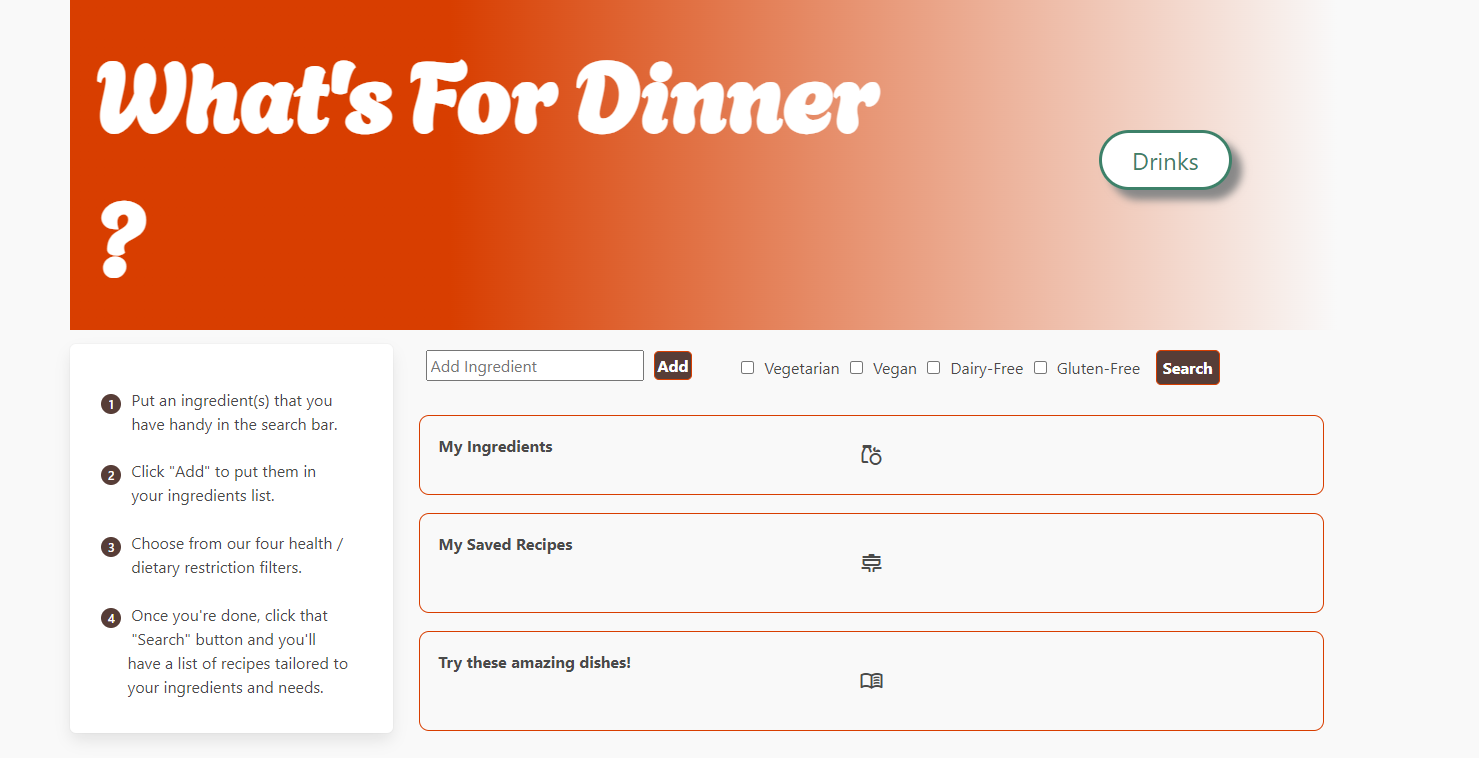 What's For Dinner
?
Drinks
1 Put an ingredient(s) that you
have handy in the search bar.
2 Click "Add" to put them in
your ingredients list.
3 Choose from our four health /
dietary restriction filters.
4 Once you're done, click that
"Search" button and you'll
have a list of recipes tailored to
your ingredients and needs.
Add Ingredient Add Vegetarian Vegan Dairy-Free Gluten-Free Search
My Ingredients
My Saved Recipes
Try these amazing dishes!